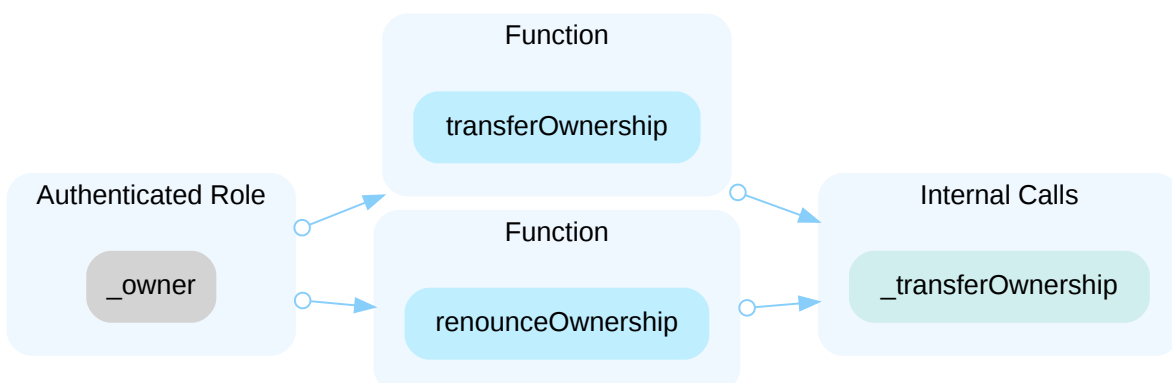 Function
transferOwnership
Authenticated Role
_owner
Function
renounceOwnership
Internal Calls
_transferOwnership